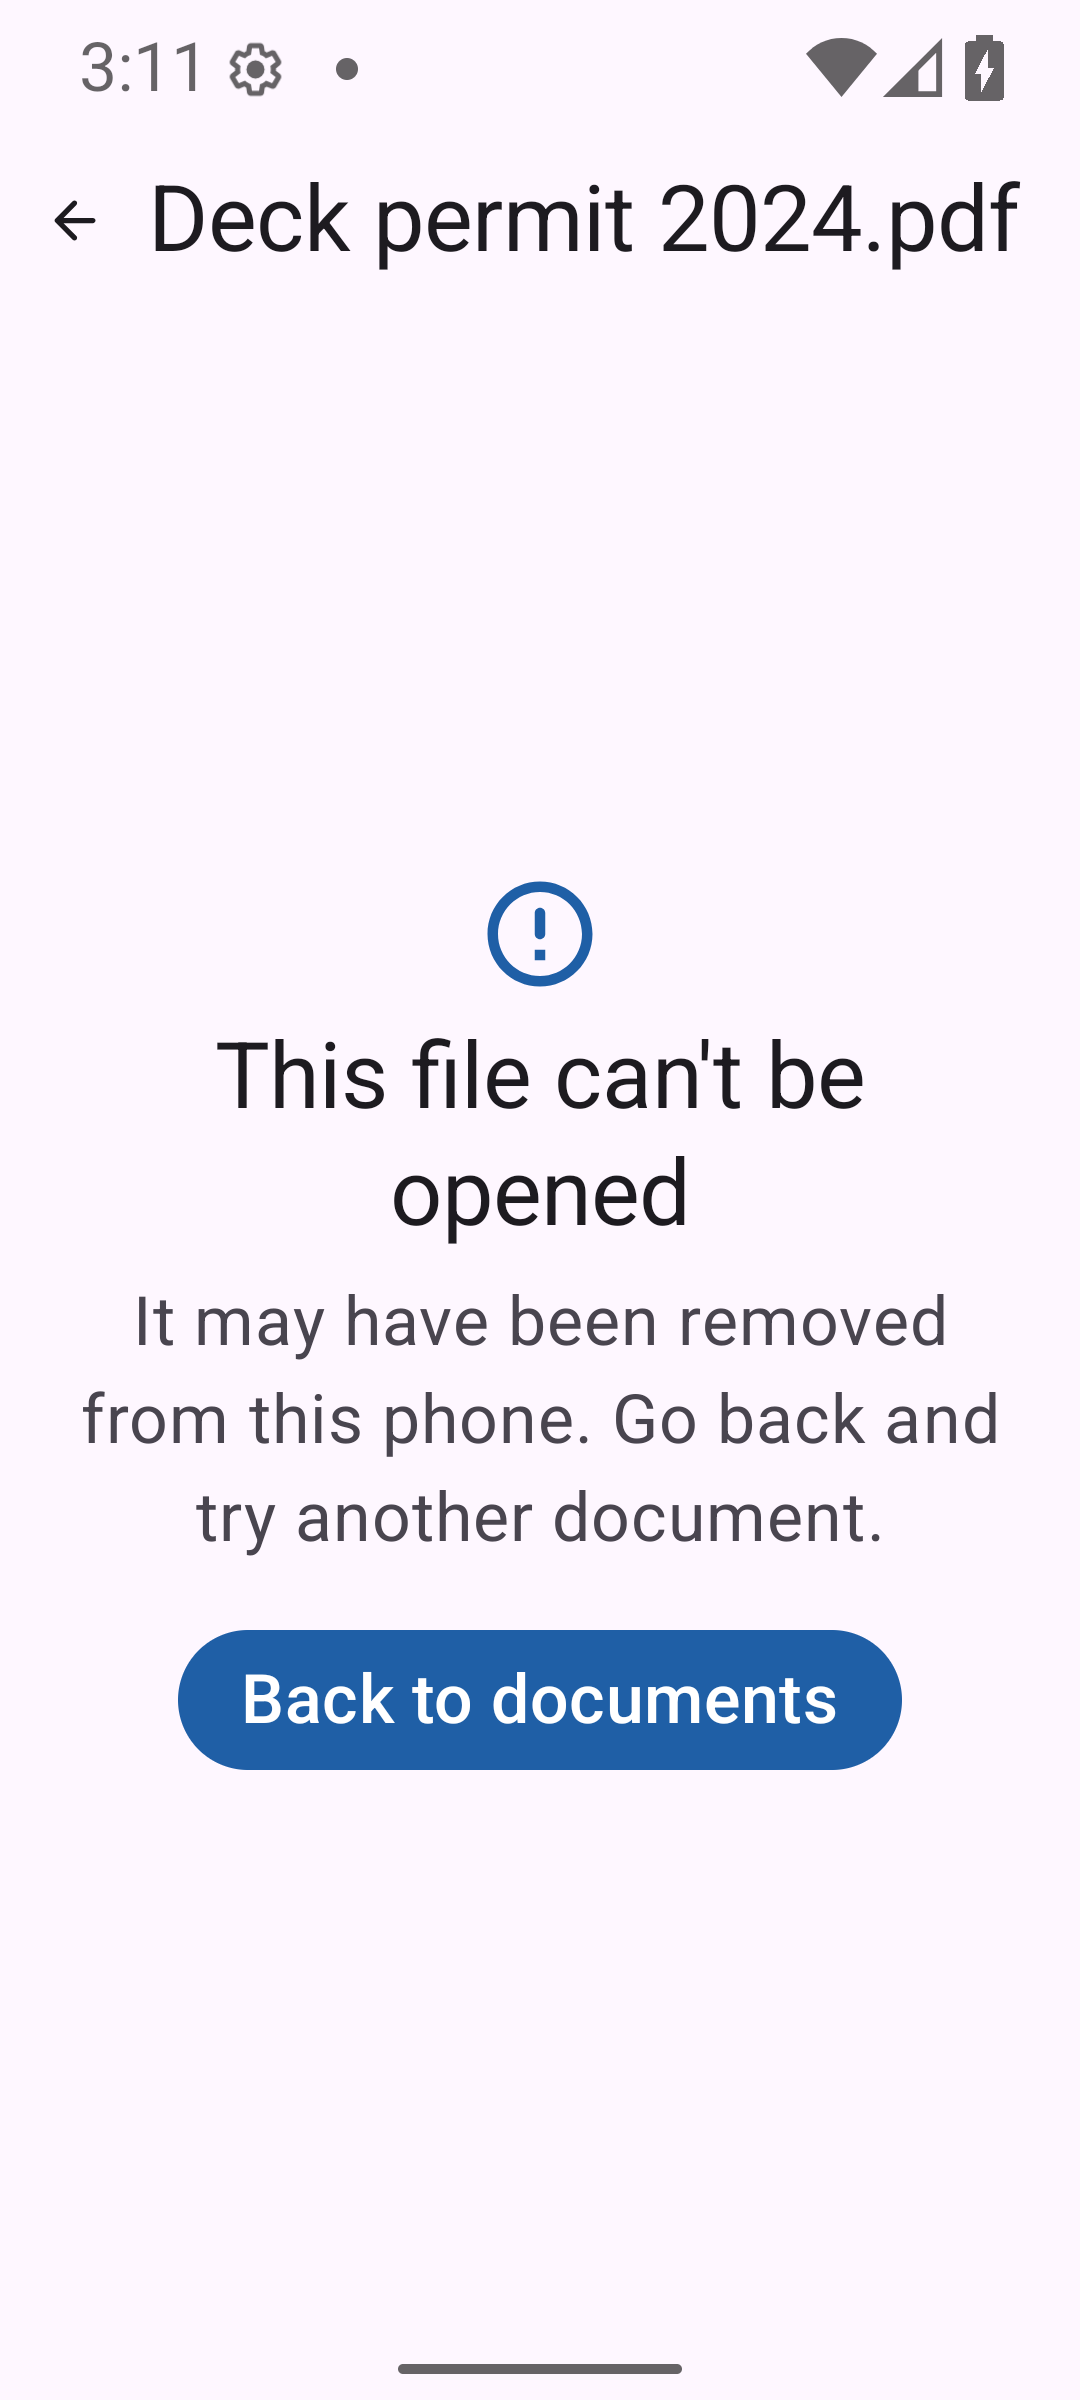 3:11
Deck permit 2024.pdf
This file can't be
opened
It may have been removed
from this phone. Go back and
try another document.
Back to documents